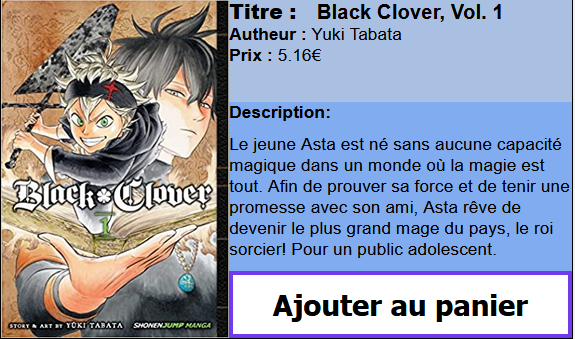 Titre : Black Clover, Vol. 1
Autheur : Yuki Tabata
Prix : 5.16€
Description:
Le jeune Asta est né sans aucune capacité
magique dans un monde où la magie est
tout. Afin de prouver sa force et de tenir une
promesse avec son ami, Asta rêve de
devenir le plus grand mage du pays, le roi
sorcier! Pour un public adolescent.
Ajouter au panier
Black Clover
1
STORY & ART BY YŪKI TABATA
SHONEN JUMP MANGA